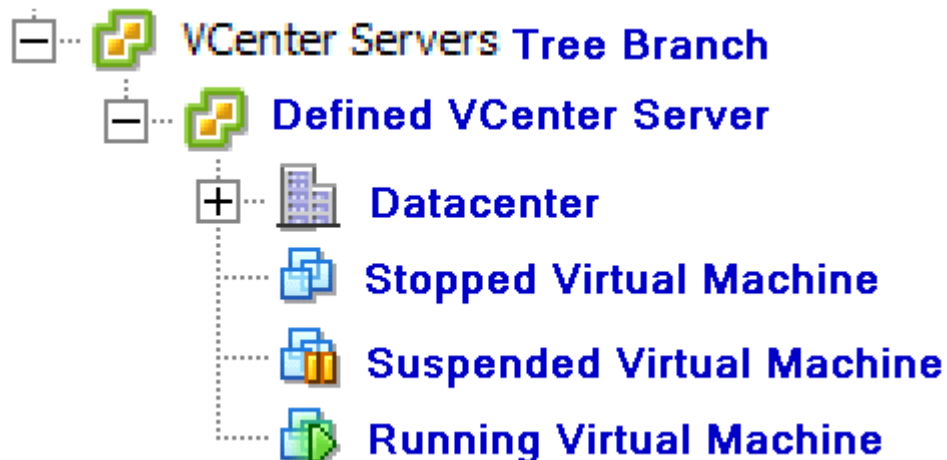 VCenter Servers Tree Branch
Defined VCenter Server
Datacenter
Stopped Virtual Machine
Suspended Virtual Machine
Running Virtual Machine